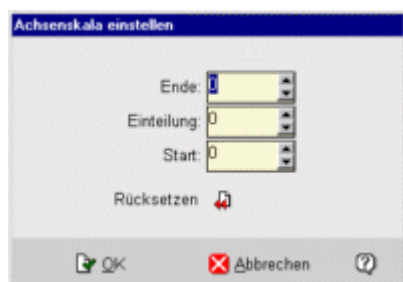 Achsenskala einstellen
Ende: 0
Einteilung: 0
Start: 0
Rücksetzen
OK Abbrechen ?